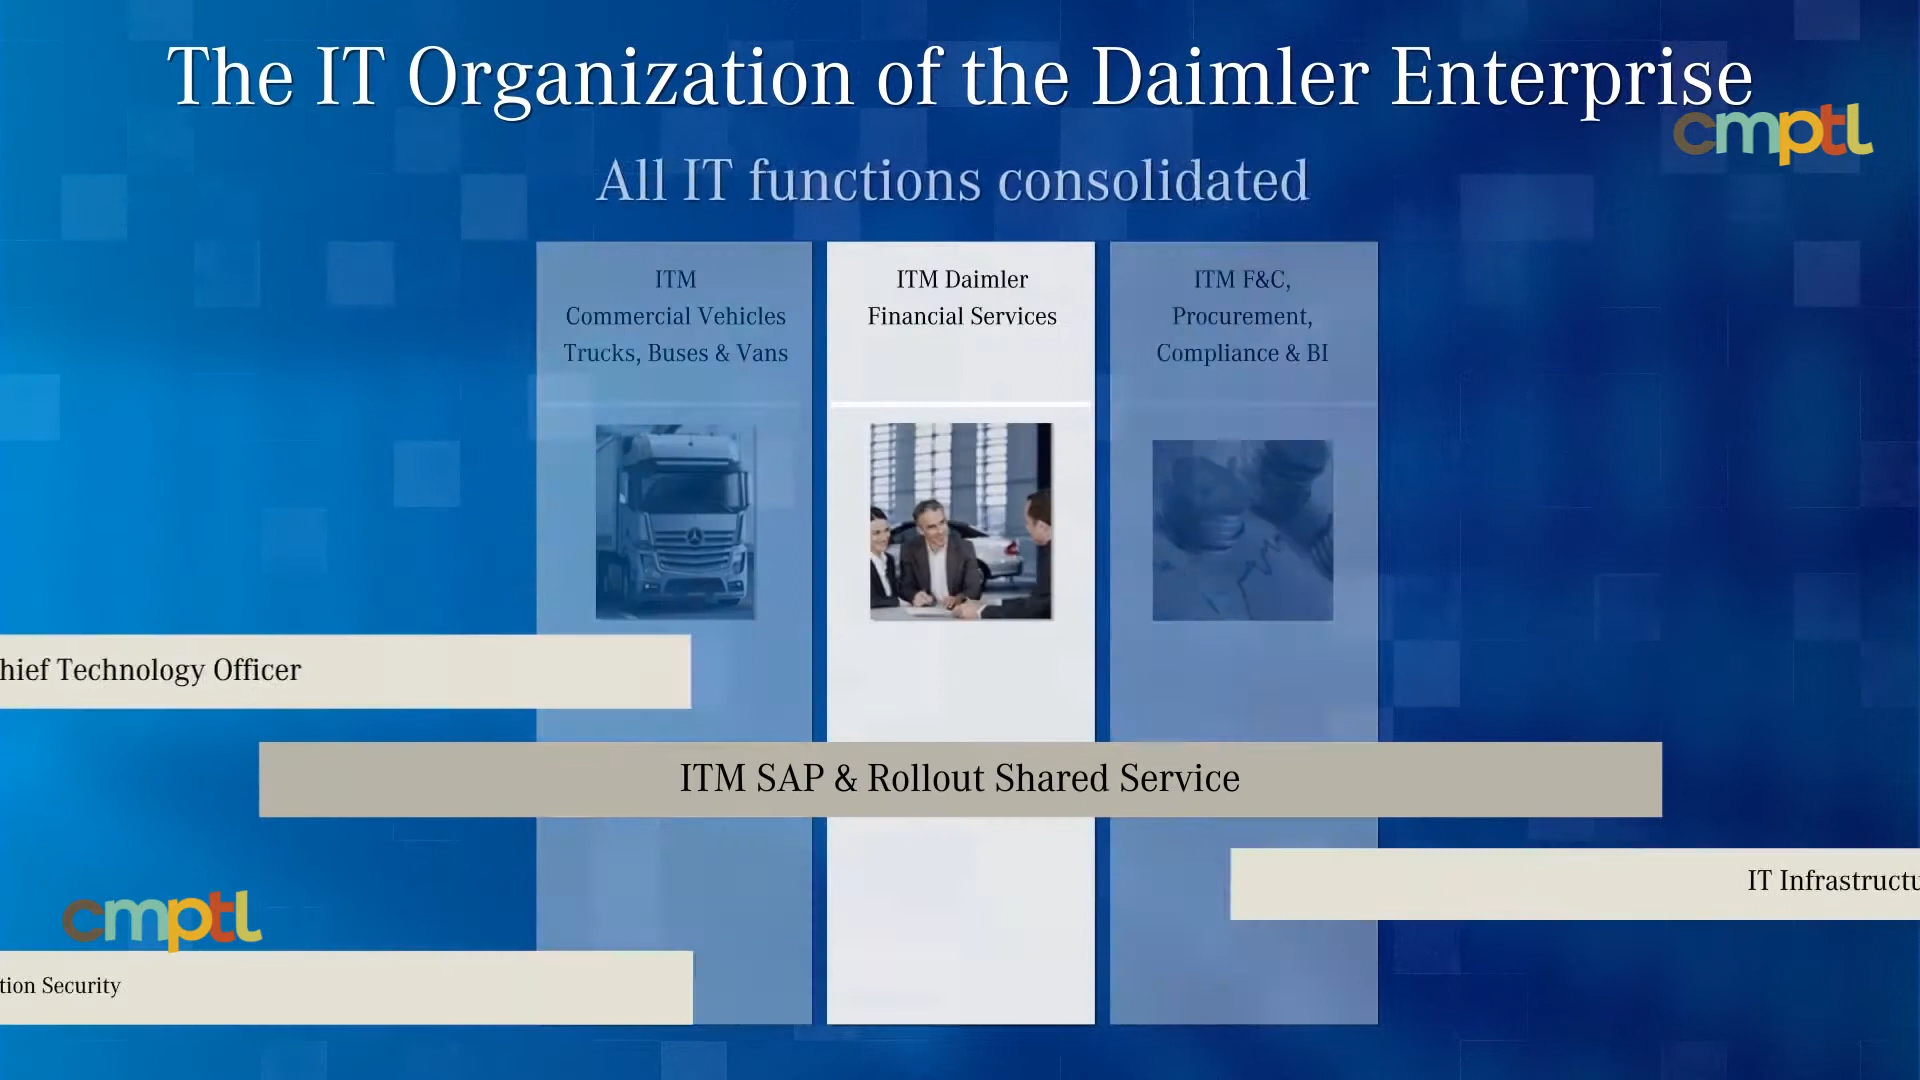 The IT Organization of the Daimler Enterprise
cmptl
All IT functions consolidated
ITM
Commercial Vehicles
Trucks, Buses & Vans
ITM Daimler
Financial Services
ITM F&C,
Procurement,
Compliance & BI
hief Technology Officer
ITM SAP & Rollout Shared Service
IT Infrastructu
cmptl
tion Security